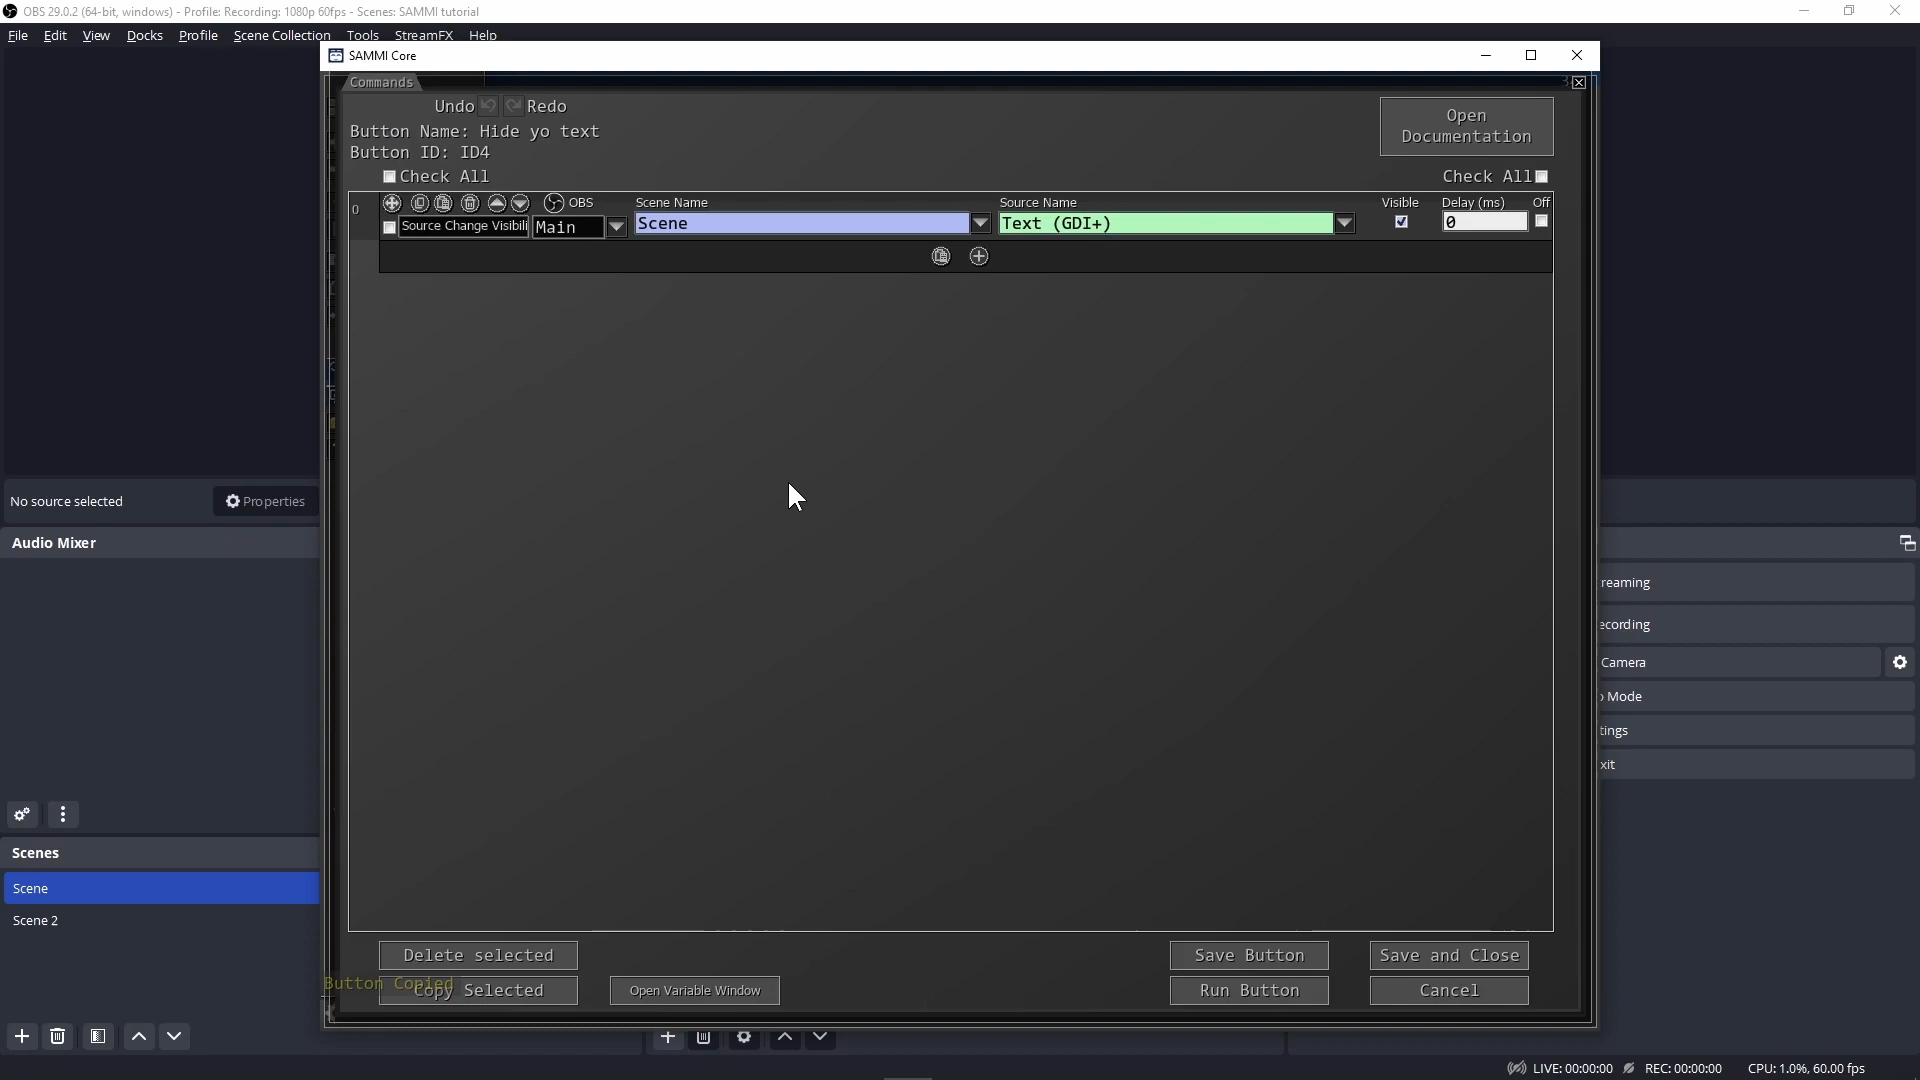 OBS 29.0.2 (64-bit, windows) - Profile: Recording: 1080p 60fps - Scenes: SAMMI tutorial
File Edit View Docks Profile Scene Collection Tools StreamFX Help
SAMMI Core
Commands
Undo Redo
Button Name: Hide yo text
Button ID: ID4
Open
Documentation
Check All
Check All
0
OBS
Scene Name
Source Name
Visible
Delay (ms)
Off
Source Change Visibili
Main
Scene
Text (GDI+)
0
No source selected
Properties
Audio Mixer
reaming
ecording
Camera
o Mode
tings
xit
Scenes
Scene
Scene 2
Delete selected
Save Button
Save and Close
Button Copied
Copy Selected
Open Variable Window
Run Button
Cancel
LIVE: 00:00:00
REC: 00:00:00
CPU: 1.0%, 60.00 fps